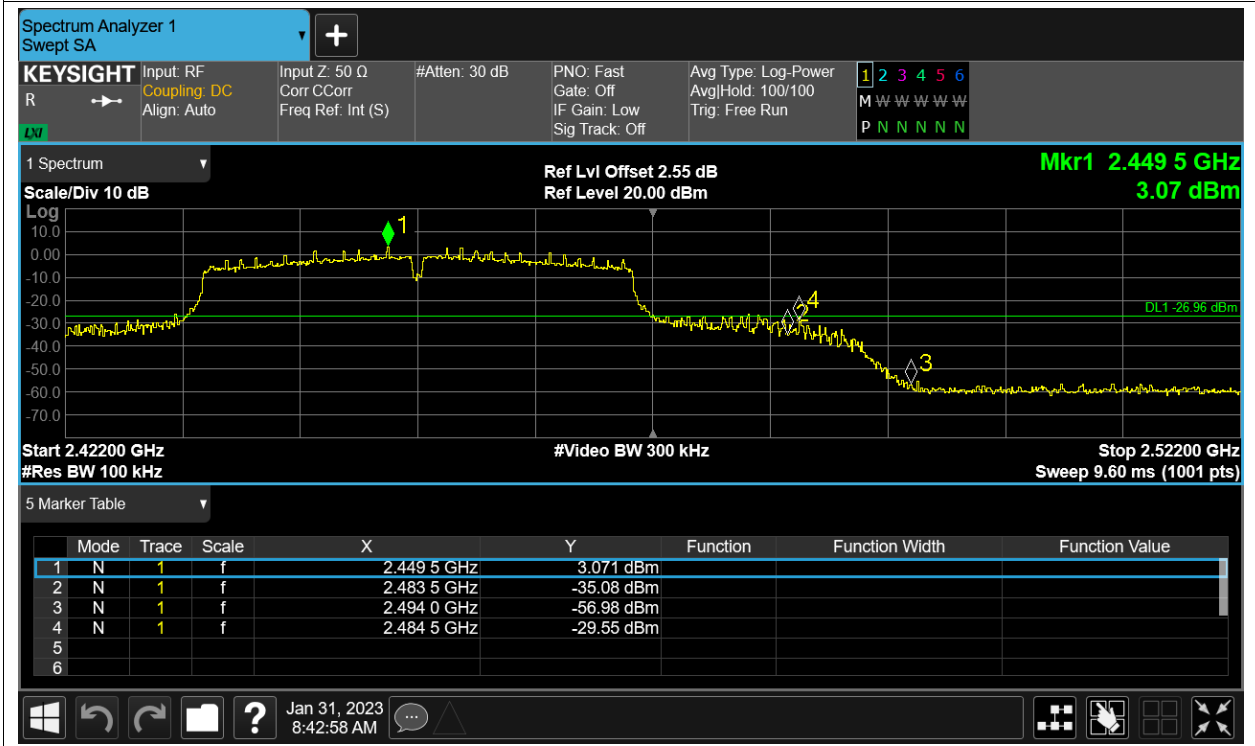 Spectrum Analyzer 1
Swept SA
+
KEYSIGHT
R
LXI
Input: RF
Coupling: DC
Align: Auto
Input Z: 50 Ω
Corr CCorr
Freq Ref: Int (S)
#Atten: 30 dB
PNO: Fast
Gate: Off
IF Gain: Low
Sig Track: Off
Avg Type: Log-Power
Avg|Hold: 100/100
Trig: Free Run
1 2 3 4 5 6
M W W W W W
P N N N N N
1 Spectrum
Scale/Div 10 dB
Ref Lvl Offset 2.55 dB
Ref Level 20.00 dBm
Mkr1 2.449 5 GHz
3.07 dBm
Log
10.0
0.00
-10.0
-20.0
-30.0
-40.0
-50.0
-60.0
-70.0
1
4
2
3
DL1 -26.96 dBm
Start 2.42200 GHz
#Res BW 100 kHz
#Video BW 300 kHz
Stop 2.52200 GHz
Sweep 9.60 ms (1001 pts)
5 Marker Table
Mode Trace Scale X Y Function Function Width Function Value
1 N 1 f 2.449 5 GHz 3.071 dBm
2 N 1 f 2.483 5 GHz -35.08 dBm
3 N 1 f 2.494 0 GHz -56.98 dBm
4 N 1 f 2.484 5 GHz -29.55 dBm
5
6
?
Jan 31, 2023
8:42:58 AM